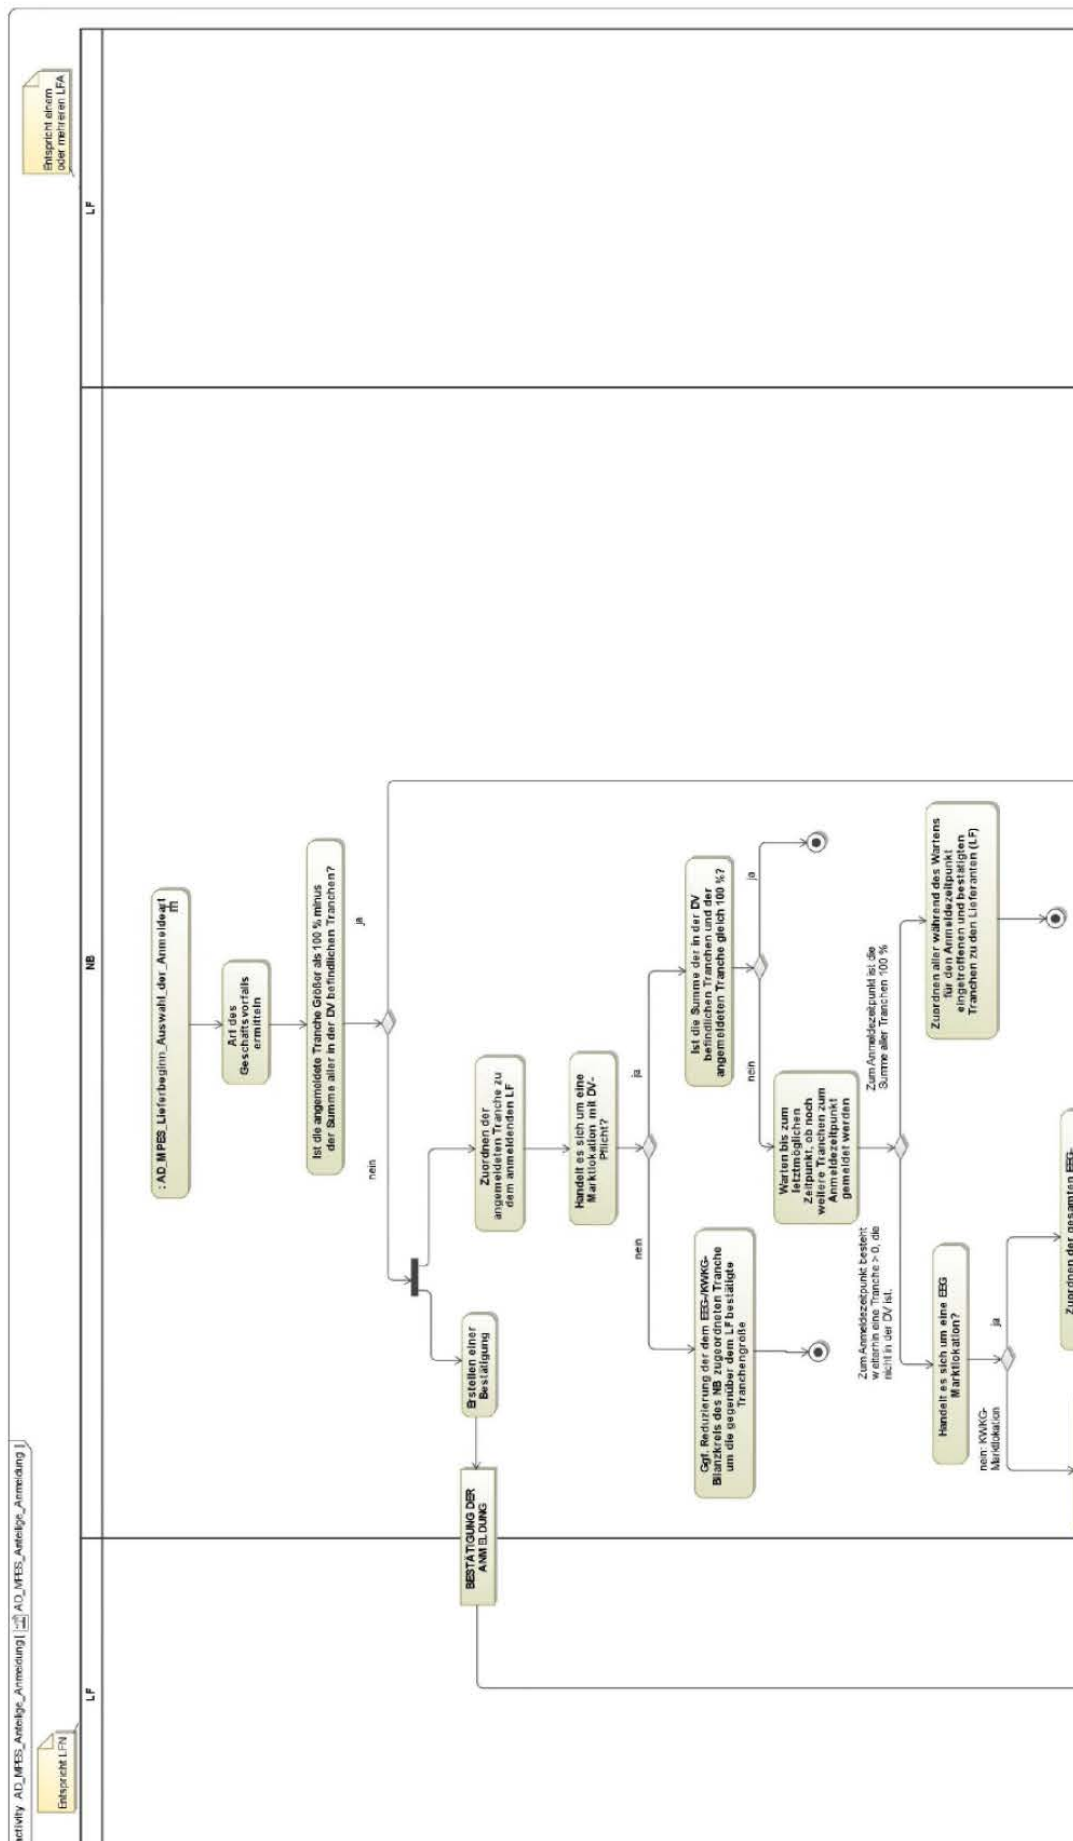 activity AD_MPES_Anteilige_Anmeldung [ AD_MPES_Anteilige_Anmeldung ]
Entspricht LFN
Entspricht einem
oder mehreren LFA
LF
NB
LF
: AD_MPES_Lieferbeginn_Auswahl_der_Anmeldeart
Art des
Geschäftsvorfalls
ermitteln
Ist die angemeldete Tranche Größer als 100 % minus
der Summe aller in der DV befindlichen Tranchen?
nein
ja
Erstellen einer
Bestätigung
BESTÄTIGUNG DER
ANMELDUNG
Zuordnen der
angemeldeten Tranche zu
dem anmeldenden LF
Handelt es sich um eine
Marktlokation mit DV-
Pflicht?
nein
ja
Ggf. Reduzierung der dem EEG-/KWKG-
Bilanzkreis des NB zugeordneten Tranche
um die gegenüber dem LF bestätigte
Tranchengröße
Ist die Summe der in der DV
befindlichen Tranchen und der
angemeldeten Tranche gleich 100 %?
nein
ja
Warten bis zum
letztmöglichen
Zeitpunkt, ob noch
weitere Tranchen zum
Anmeldezeitpunkt
gemeldet werden
Zum Anmeldezeitpunkt besteht
weiterhin eine Tranche > 0, die
nicht in der DV ist.
Zum Anmeldezeitpunkt ist die
Summe aller Tranchen 100 %
Handelt es sich um eine EEG
Marktlokation?
Zuordnen aller während des Wartens
für den Anmeldezeitpunkt
eingetroffenen und bestätigten
Tranchen zu den Lieferanten (LF)
nein: KWKG-
Marktlokation
ja
Zuordnen der gesamten EEG-